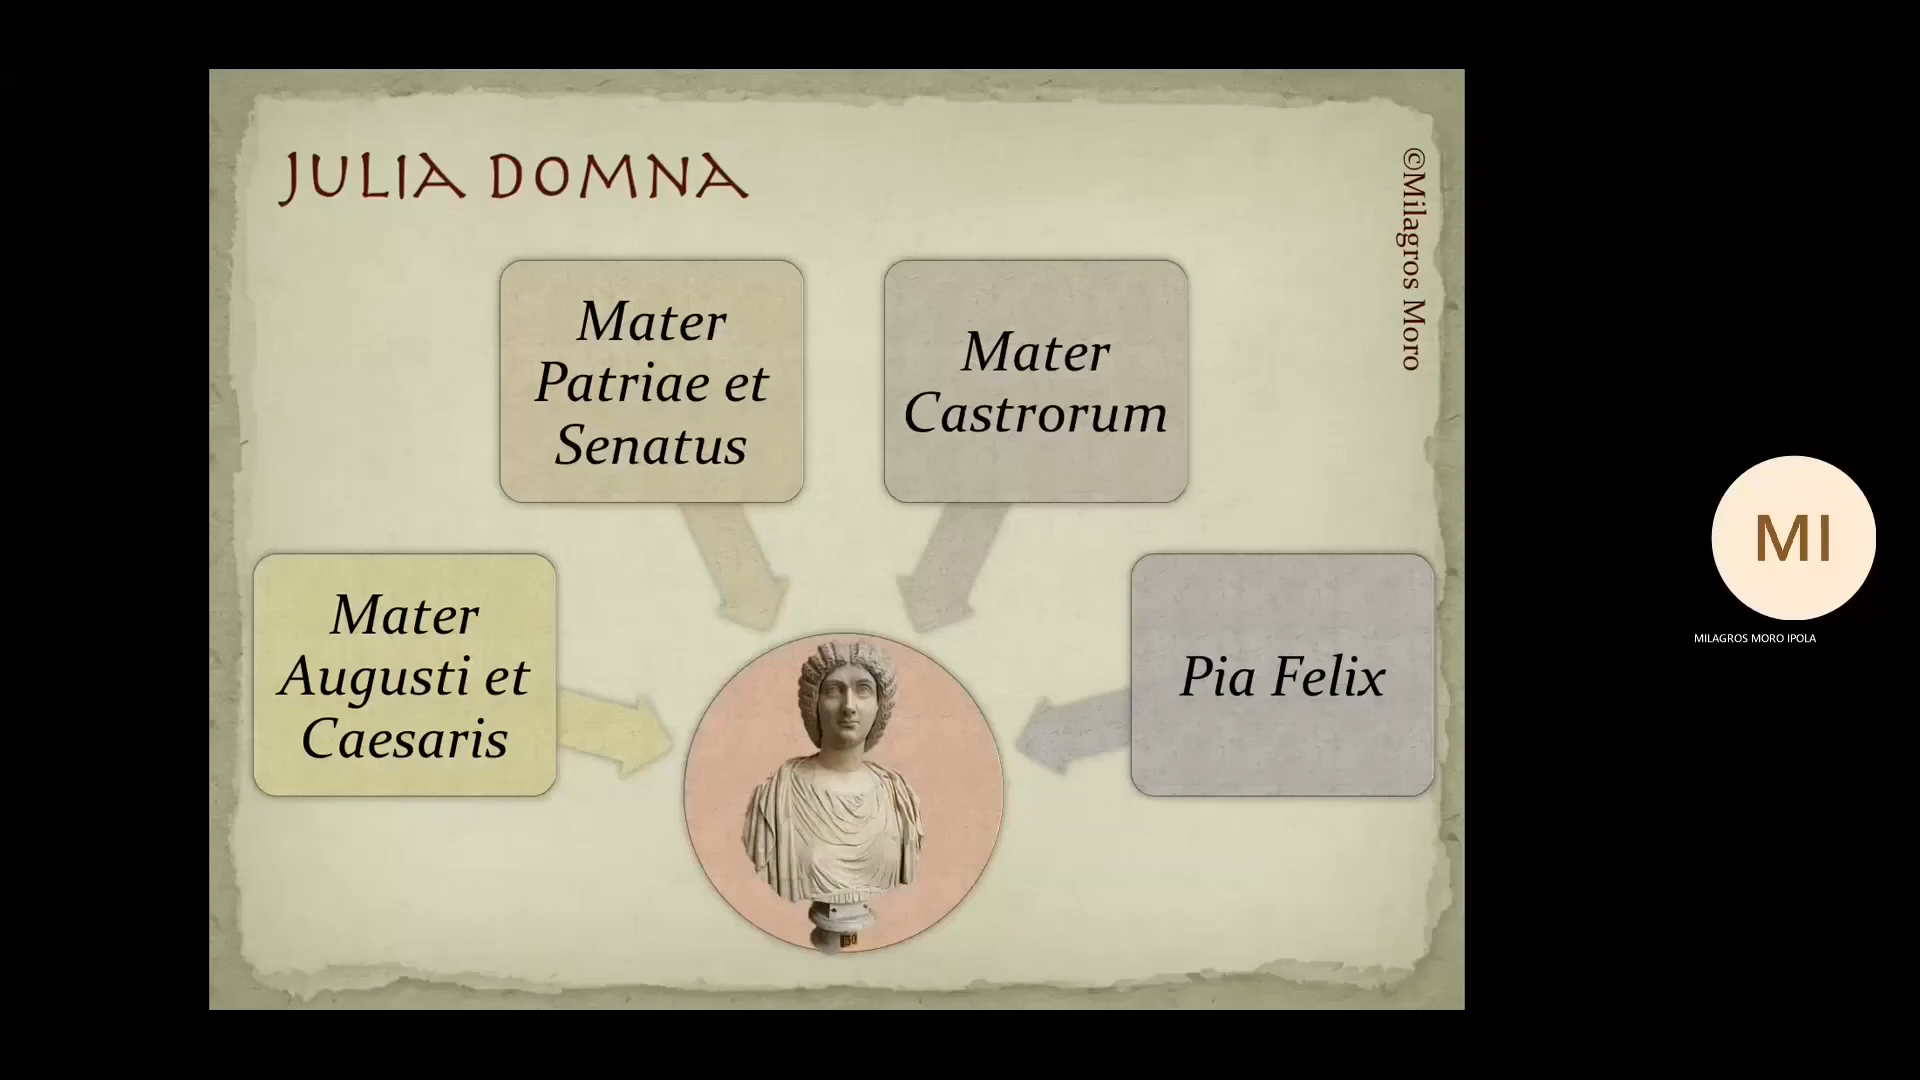 JULIA DOMNA
©Milagros Moro
Mater
Patriae et
Senatus
Mater
Castrorum
Mater
Augusti et
Caesaris
Pia Felix
MI
MILAGROS MORO IPOLA